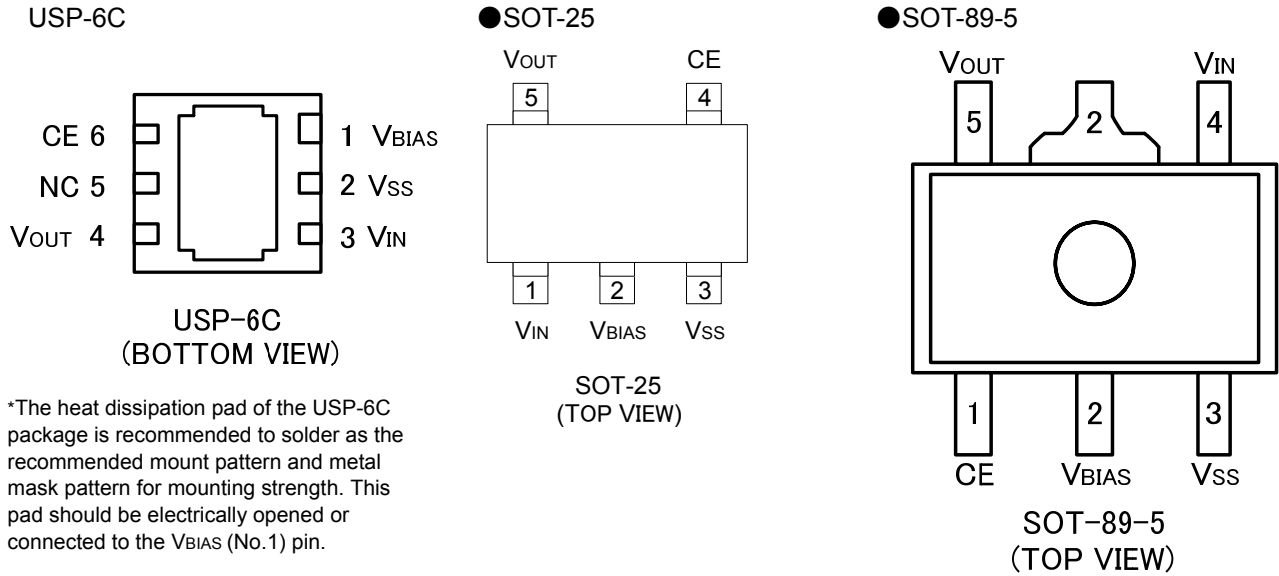 USP-6C
CE 6
1 VBIAS
NC 5
2 VSS
VOUT 4
3 VIN
USP-6C
(BOTTOM VIEW)
*The heat dissipation pad of the USP-6C
package is recommended to solder as the
recommended mount pattern and metal
mask pattern for mounting strength. This
pad should be electrically opened or
connected to the VBIAS (No.1) pin.
●SOT-25
VOUT CE
5 4
1 2 3
VIN VBIAS VSS
SOT-25
(TOP VIEW)
●SOT-89-5
VOUT VIN
5 2 4
1 2 3
CE VBIAS VSS
SOT-89-5
(TOP VIEW)